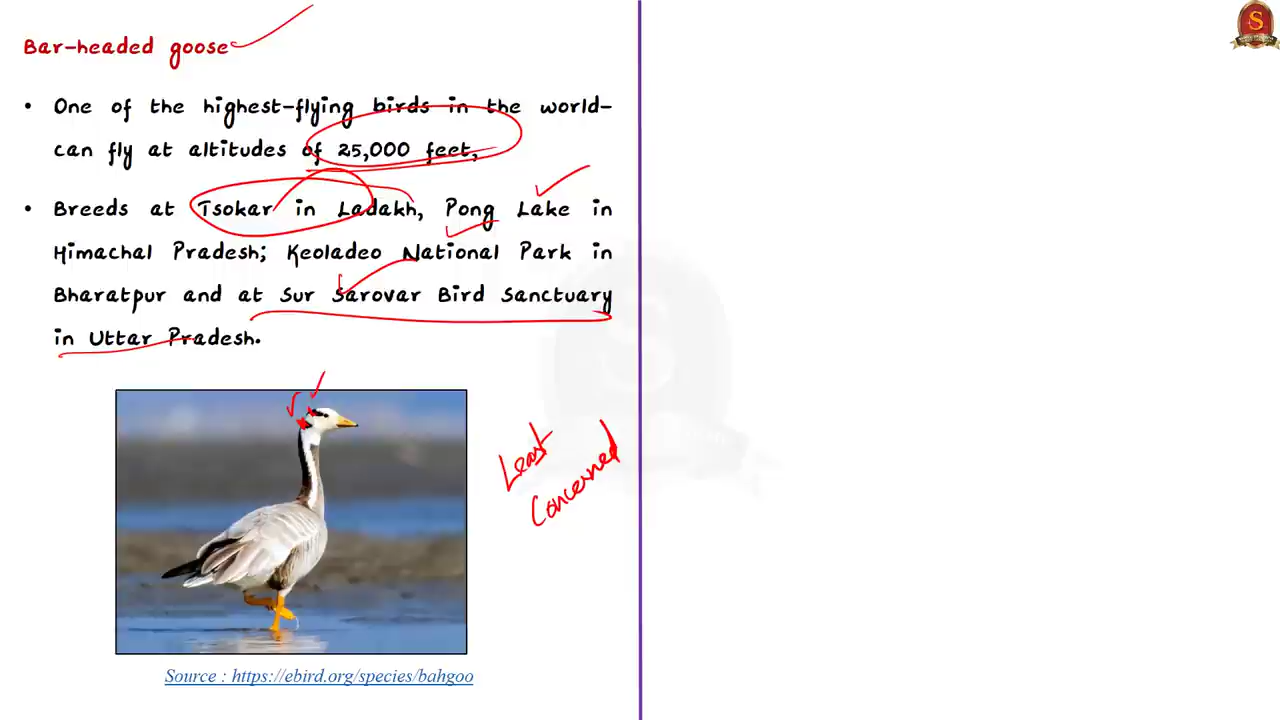 Bar-headed goose
• One of the highest-flying birds in the world-
can fly at altitudes of 25,000 feet,
• Breeds at Tsokar in Ladakh, Pong Lake in
Himachal Pradesh; Keoladeo National Park in
Bharatpur and at Sur Sarovar Bird Sanctuary
in Uttar Pradesh.
Least
Concerned
Source : https://ebird.org/species/bahgoo